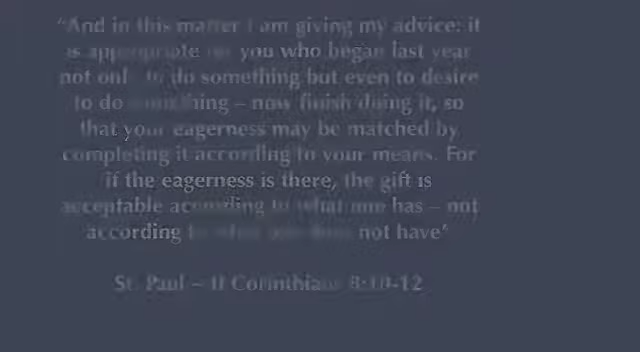 "And in this matter I am giving my advice: it
is appropriate for you who began last year
not only to do something but even to desire
to do something – now finish doing it, so
that your eagerness may be matched by
completing it according to your means. For
if the eagerness is there, the gift is
acceptable according to what one has – not
according to what one does not have"
St. Paul – II Corinthians 8:10-12